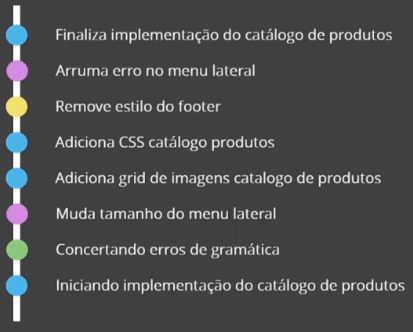 Finaliza implementação do catálogo de produtos
Arruma erro no menu lateral
Remove estilo do footer
Adiciona CSS catálogo produtos
Adiciona grid de imagens catalogo de produtos
Muda tamanho do menu lateral
Concertando erros de gramática
Iniciando implementação do catálogo de produtos